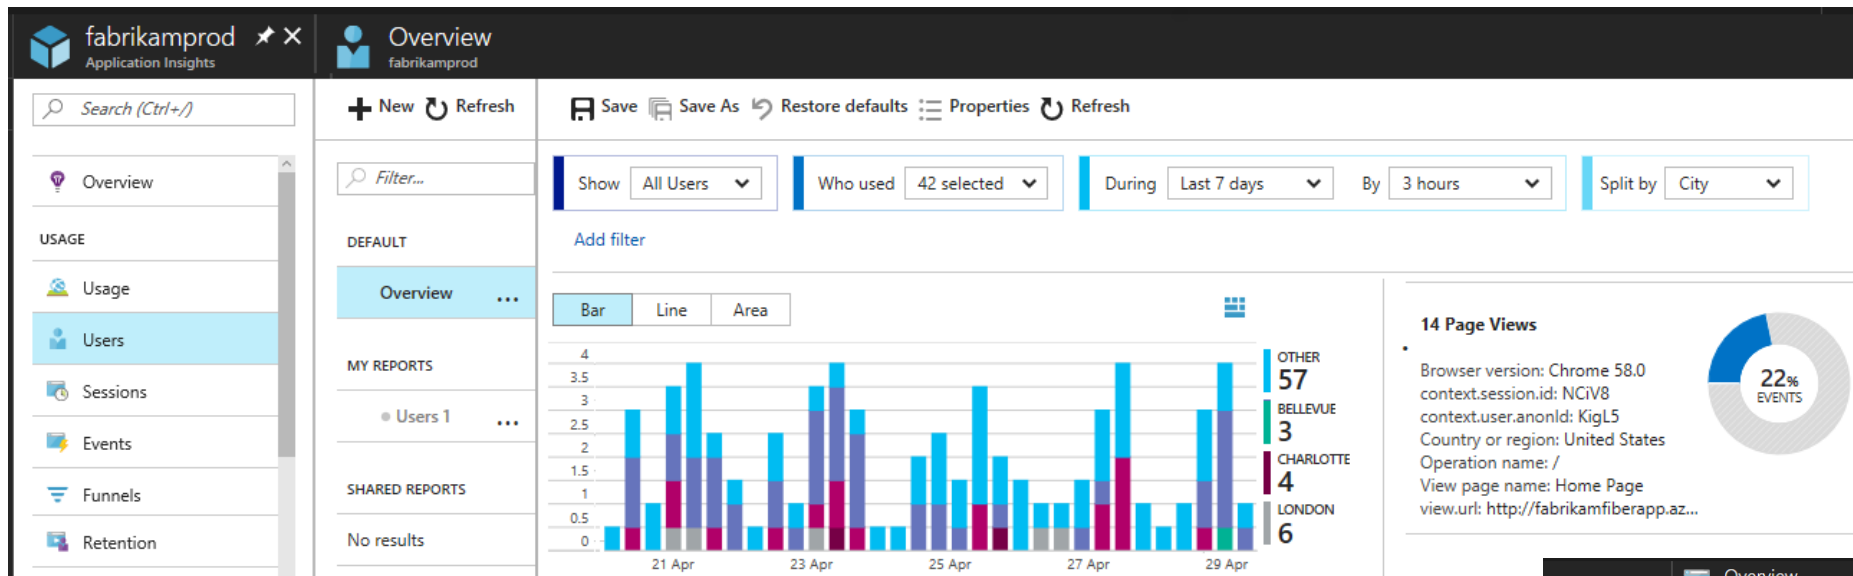 fabrikamprod
Application Insights
Overview
fabrikamprod
Search (Ctrl+/)
Overview
USAGE
Usage
Users
Sessions
Events
Funnels
Retention
New Refresh
Filter...
DEFAULT
Overview ...
MY REPORTS
Users 1 ...
SHARED REPORTS
No results
Save Save As Restore defaults Properties Refresh
Show All Users Who used 42 selected During Last 7 days By 3 hours Split by City
Add filter
Bar Line Area
4
3.5
3
2.5
2
1.5
1
0.5
0
21 Apr 23 Apr 25 Apr 27 Apr 29 Apr
OTHER
57
BELLEVUE
3
CHARLOTTE
4
LONDON
6
14 Page Views
Browser version: Chrome 58.0
context.session.id: NCiV8
context.user.anonId: KigL5
Country or region: United States
Operation name: /
View page name: Home Page
view.url: http://fabrikamfiberapp.az...
22%
EVENTS
Overview